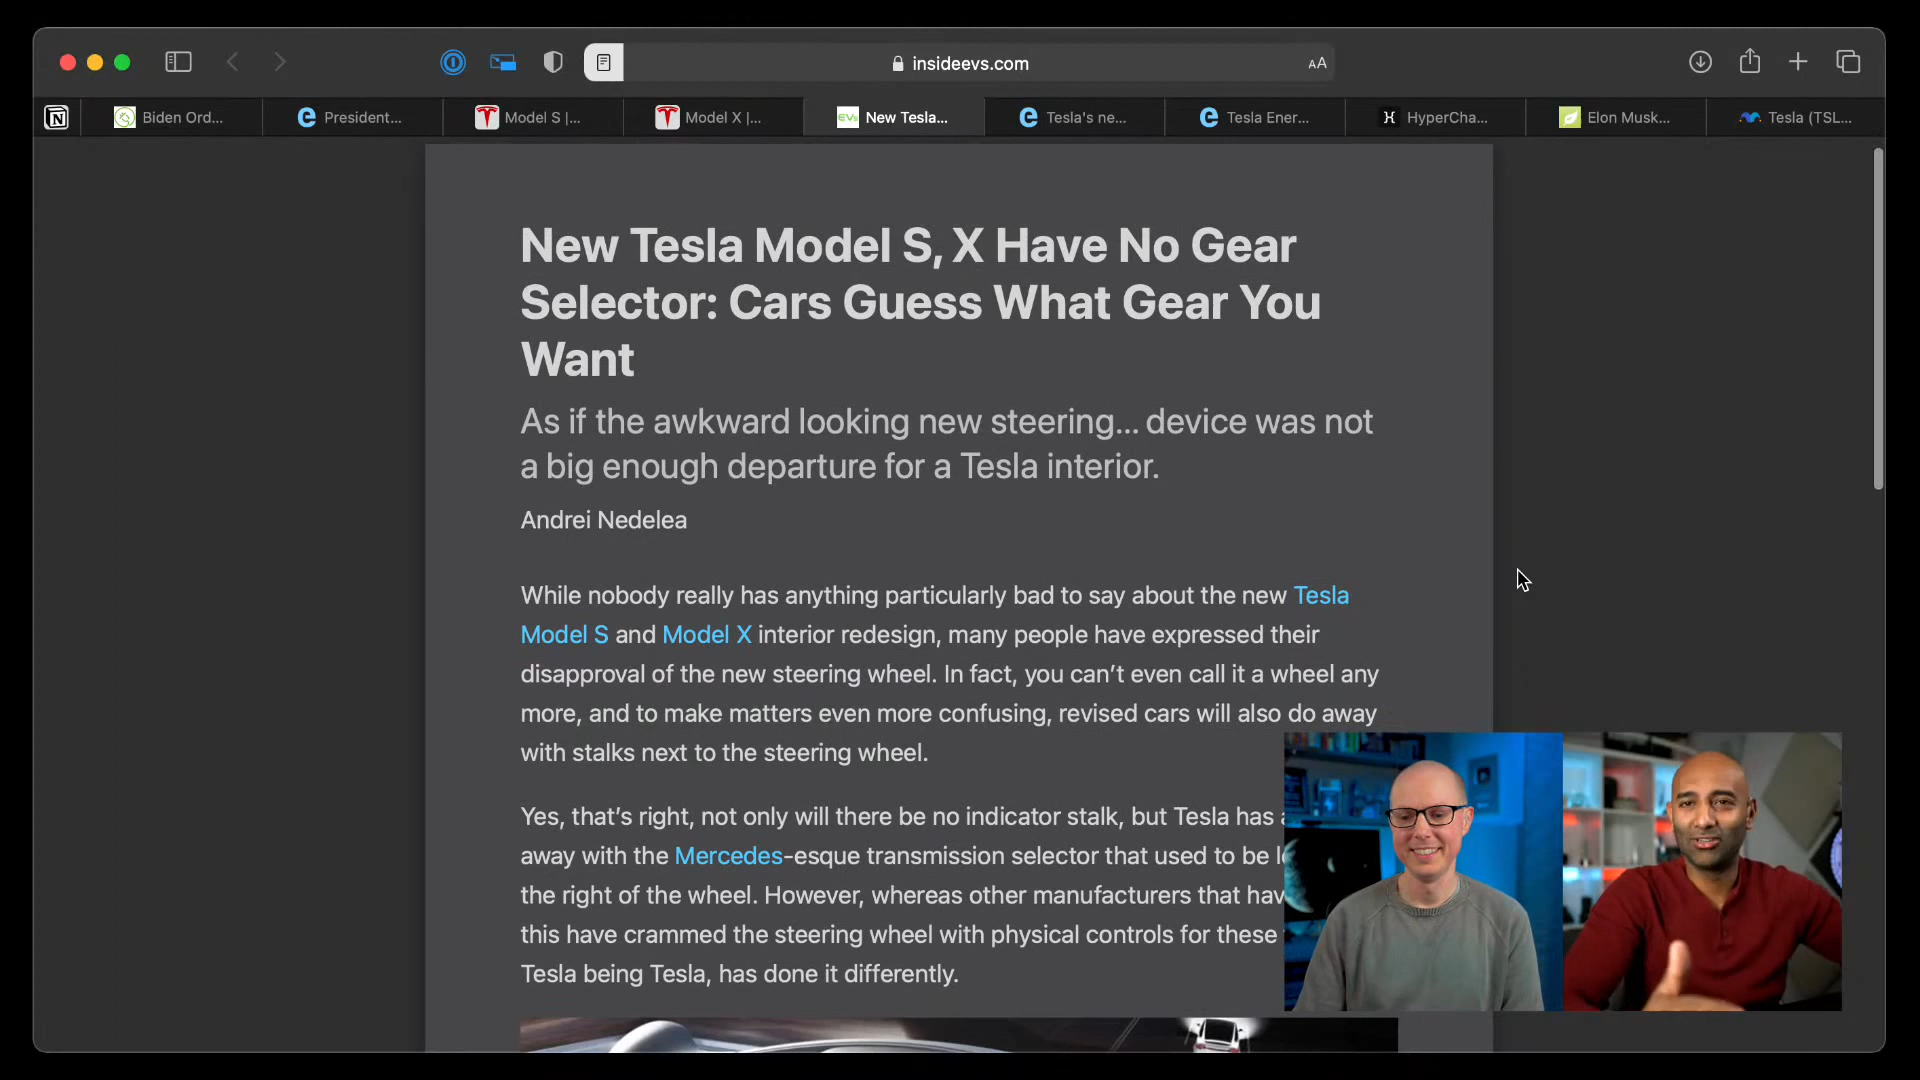 insideevs.com
AA
Biden Ord...
President...
Model S |...
Model X |...
New Tesla...
Tesla's ne...
Tesla Ener...
HyperCha...
Elon Musk...
Tesla (TSL...
New Tesla Model S, X Have No Gear
Selector: Cars Guess What Gear You
Want
As if the awkward looking new steering... device was not
a big enough departure for a Tesla interior.
Andrei Nedelea
While nobody really has anything particularly bad to say about the new Tesla
Model S and Model X interior redesign, many people have expressed their
disapproval of the new steering wheel. In fact, you can’t even call it a wheel any
more, and to make matters even more confusing, revised cars will also do away
with stalks next to the steering wheel.
Yes, that’s right, not only will there be no indicator stalk, but Tesla has
away with the Mercedes-esque transmission selector that used to be
the right of the wheel. However, whereas other manufacturers that
this have crammed the steering wheel with physical controls for these
Tesla being Tesla, has done it differently.